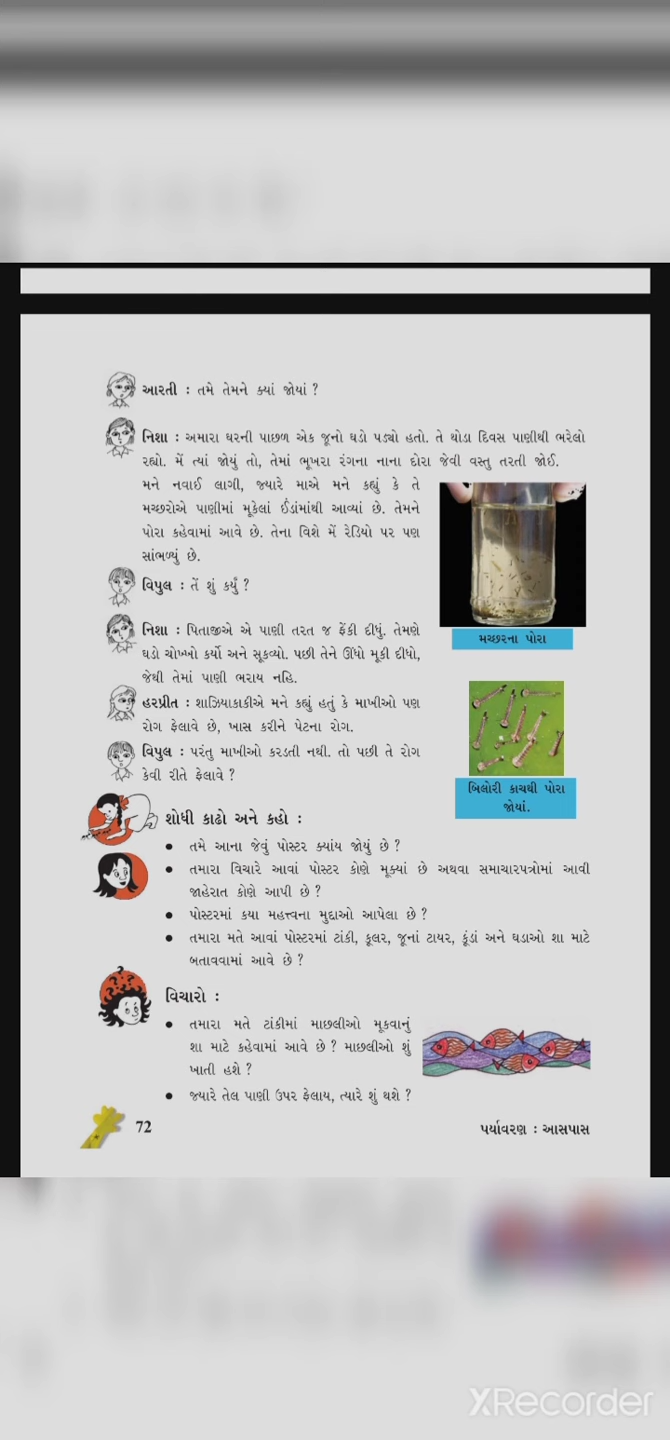 આરતી : તમે તેમને ક્યાં જોયાં ?
નિશા : અમારા ઘરની પાછળ એક જૂનો ઘડો પડ્યો હતો. તે થોડા દિવસ પાણીથી ભરેલો
રહ્યો. મેં ત્યાં જોયું તો, તેમાં ભૂખરા રંગના નાના દોરા જેવી વસ્તુ તરતી જોઈ.
મને નવાઈ લાગી, જ્યારે માએ મને કહ્યું કે તે
મચ્છરોએ પાણીમાં મૂકેલાં ઈંડાંમાંથી આવ્યાં છે. તેમને
પોરા કહેવામાં આવે છે. તેના વિશે મેં રેડિયો પર પણ
સાંભળ્યું છે.
વિપુલ : તેં શું કર્યું ?
મચ્છરના પોરા
નિશા : પિતાજીએ એ પાણી તરત જ ફેંકી દીધું. તેમણે
ઘડો ચોખ્ખો કર્યો અને સૂકવ્યો. પછી તેને ઊંધો મૂકી દીધો,
જેથી તેમાં પાણી ભરાય નહિ.
હરપ્રીત : શાઝિયાકાકીએ મને કહ્યું હતું કે માખીઓ પણ
રોગ ફેલાવે છે, ખાસ કરીને પેટના રોગ.
વિપુલ : પરંતુ માખીઓ કરડતી નથી. તો પછી તે રોગ
કેવી રીતે ફેલાવે ?
બિલોરી કાચથી પોરા
જોયાં.
શોધી કાઢો અને કહો :
• તમે આના જેવું પોસ્ટર ક્યાંય જોયું છે ?
• તમારા વિચારે આવાં પોસ્ટર કોણે મૂક્યાં છે અથવા સમાચારપત્રોમાં આવી
જાહેરાત કોણે આપી છે ?
• પોસ્ટરમાં કયા મહત્ત્વના મુદ્દાઓ આપેલા છે ?
• તમારા મતે આવાં પોસ્ટરમાં ટાંકી, કૂલર, જૂનાં ટાયર, કૂંડાં અને ઘડાઓ શા માટે
બતાવવામાં આવે છે ?
વિચારો :
• તમારા મતે ટાંકીમાં માછલીઓ મૂકવાનું
શા માટે કહેવામાં આવે છે ? માછલીઓ શું
ખાતી હશે ?
• જ્યારે તેલ પાણી ઉપર ફેલાય, ત્યારે શું થશે ?
72
પર્યાવરણ : આસપાસ
XRecorder